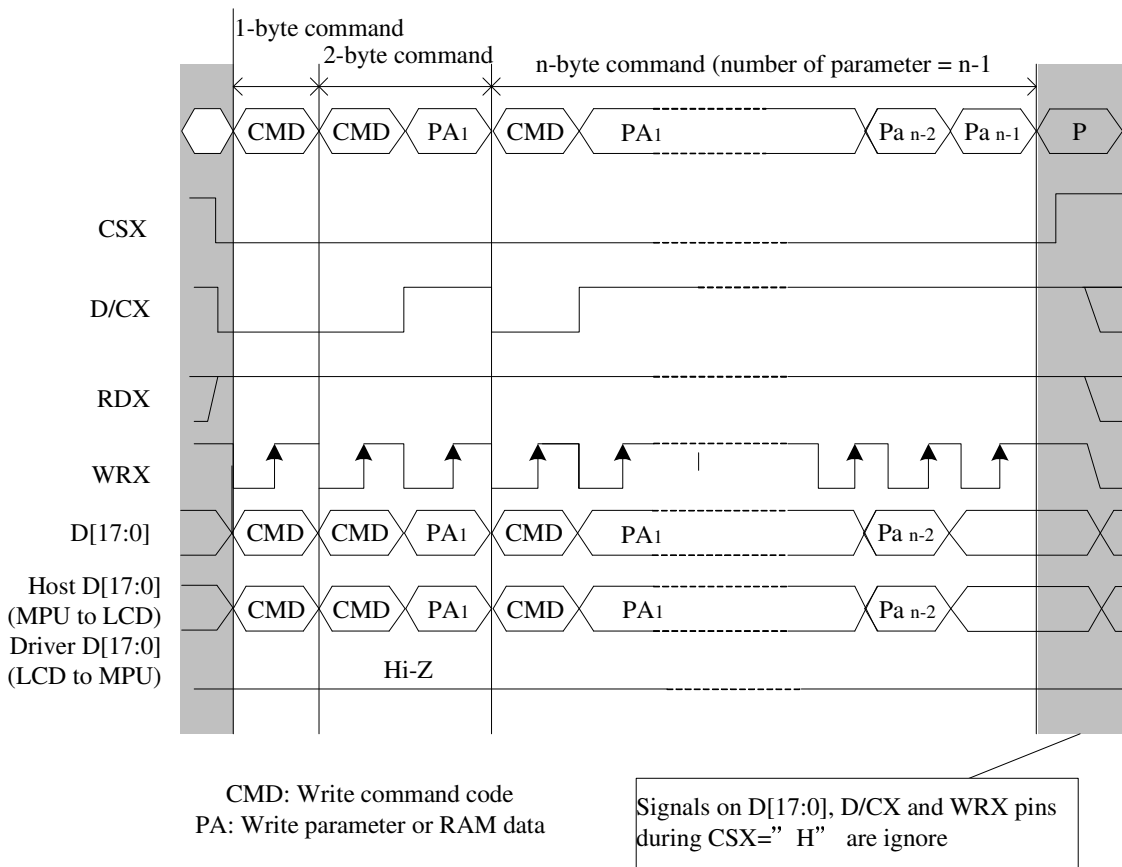 1-byte command
2-byte command
n-byte command (number of parameter = n-1
CMD CMD PA1 CMD PA1 Pa n-2 Pa n-1 P
CSX
D/CX
RDX
WRX
D[17:0] CMD CMD PA1 CMD PA1 Pa n-2
Host D[17:0]
(MPU to LCD) CMD CMD PA1 CMD PA1 Pa n-2
Driver D[17:0]
(LCD to MPU) Hi-Z
CMD: Write command code
PA: Write parameter or RAM data
Signals on D[17:0], D/CX and WRX pins
during CSX=” H” are ignore